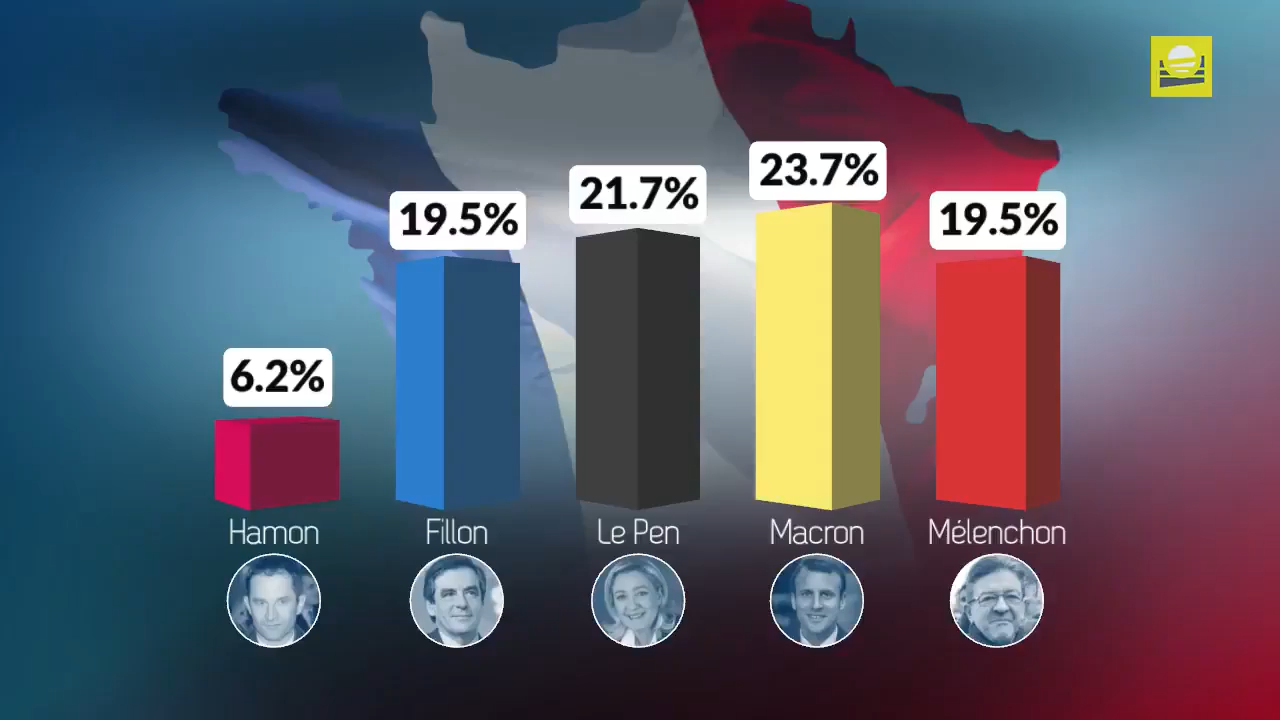 6.2%
19.5%
21.7%
23.7%
19.5%
Hamon
Fillon
Le Pen
Macron
Mélenchon